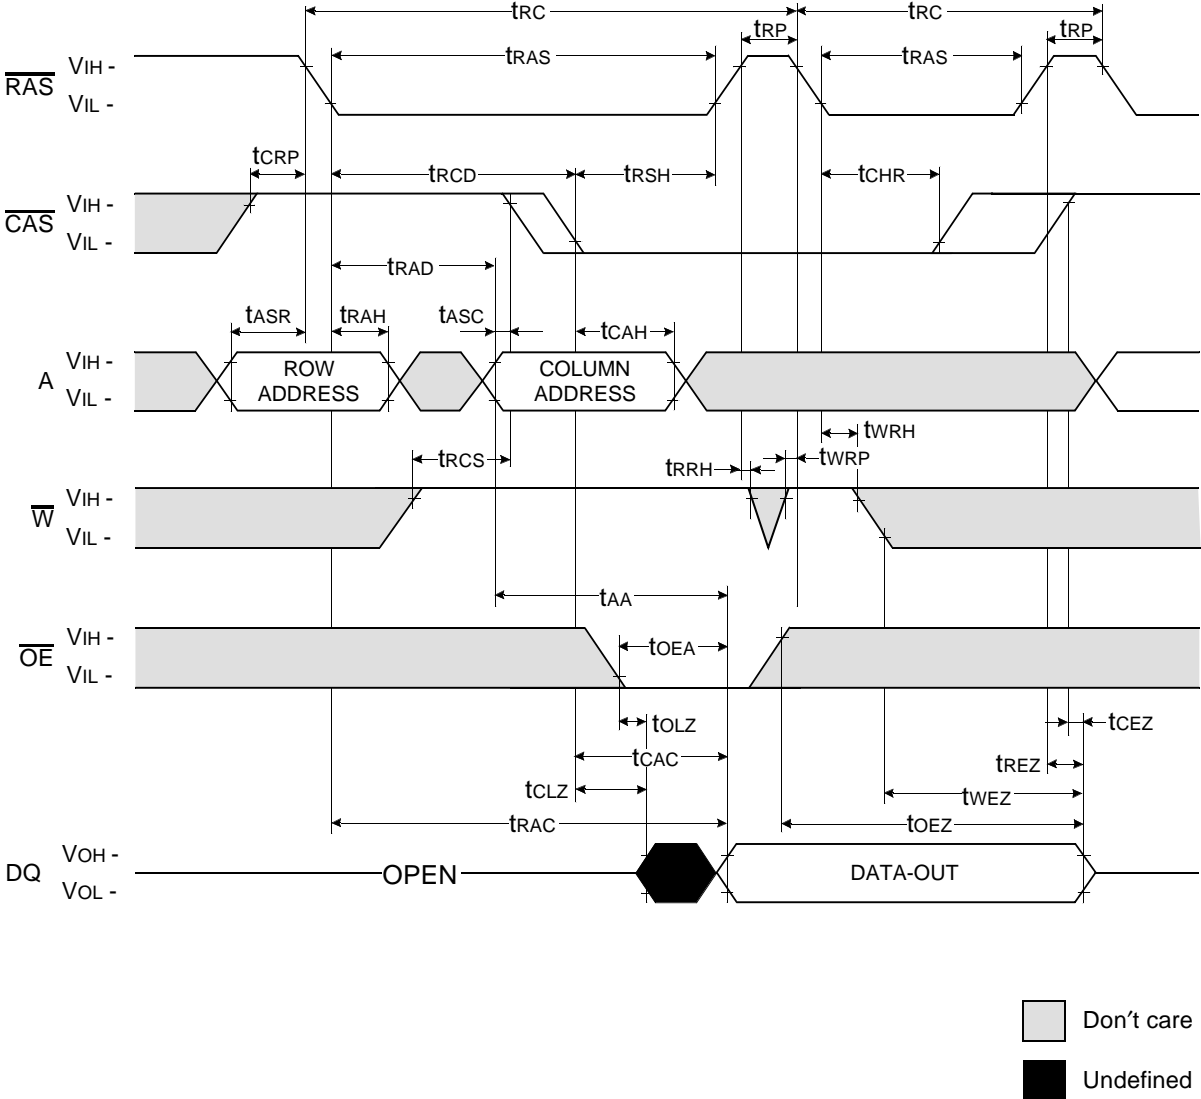 tRC tRC
tRP tRP
tRAS tRAS
RAS VIH -
VIL -
tCRP tRCD tRSH tCHR
CAS VIH -
VIL -
tRAD
tASR tRAH tASC tCAH
A VIH -
VIL -
ROW ADDRESS
COLUMN ADDRESS
tWRH
tRCS tRRH tWRP
W VIH -
VIL -
tAA
OE VIH -
VIL -
tOEA
tOLZ tCEZ
tCAC tREZ
tCLZ tWEZ
tRAC tOEZ
DQ VOH -
VOL -
OPEN DATA-OUT
Don′t care
Undefined